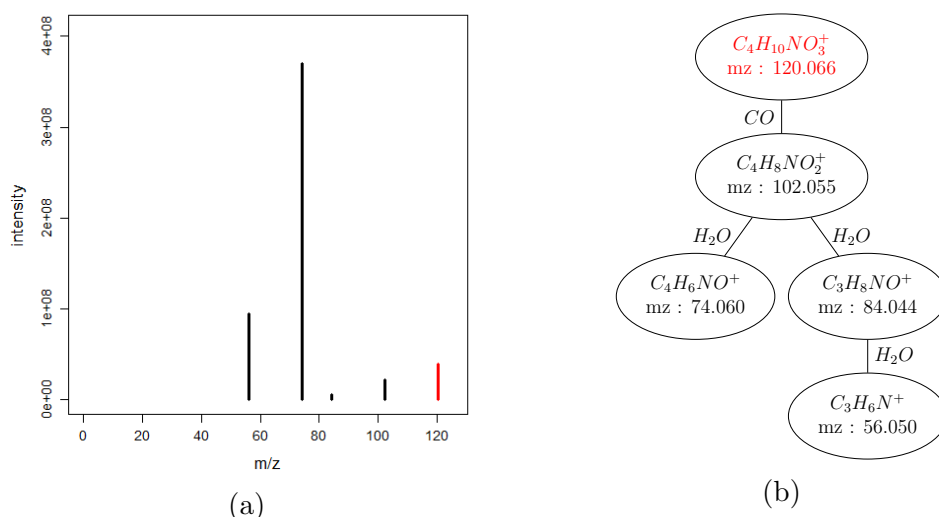 4e+08
3e+08
2e+08
1e+08
0e+00
intensity
0 20 40 60 80 100 120
m/z
(a)
C₄H₁₀NO₃⁺
mz : 120.066
CO
C₄H₈NO₂⁺
mz : 102.055
H₂O H₂O
C₄H₆NO⁺ C₃H₈NO⁺
mz : 74.060 mz : 84.044
H₂O
C₃H₆N⁺
mz : 56.050
(b)